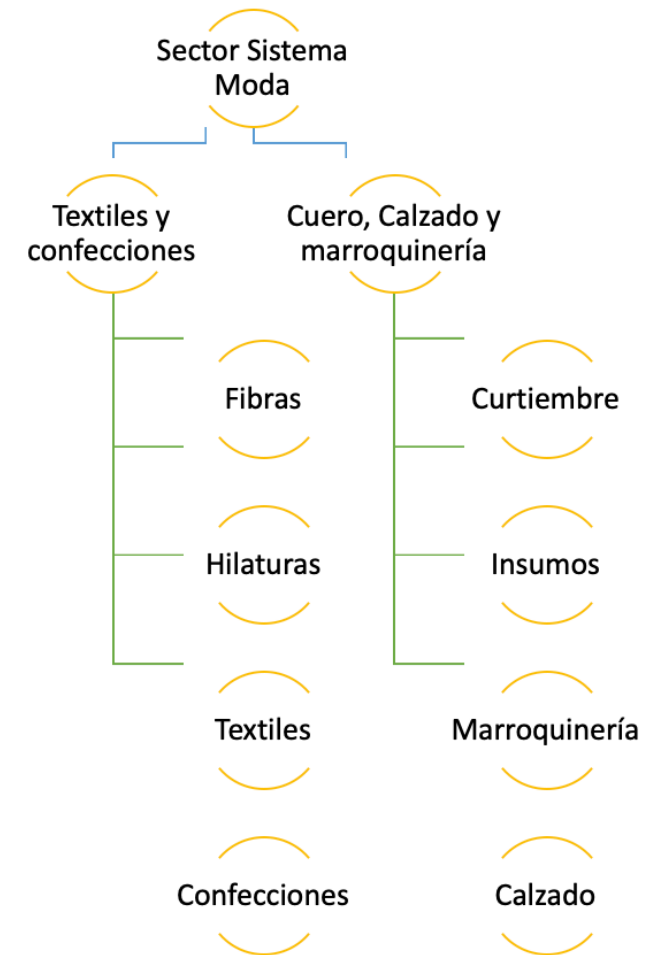 Sector Sistema
Moda
Textiles y
confecciones
Cuero, Calzado y
marroquinería
Fibras
Curtiembre
Hilaturas
Insumos
Textiles
Marroquinería
Confecciones
Calzado